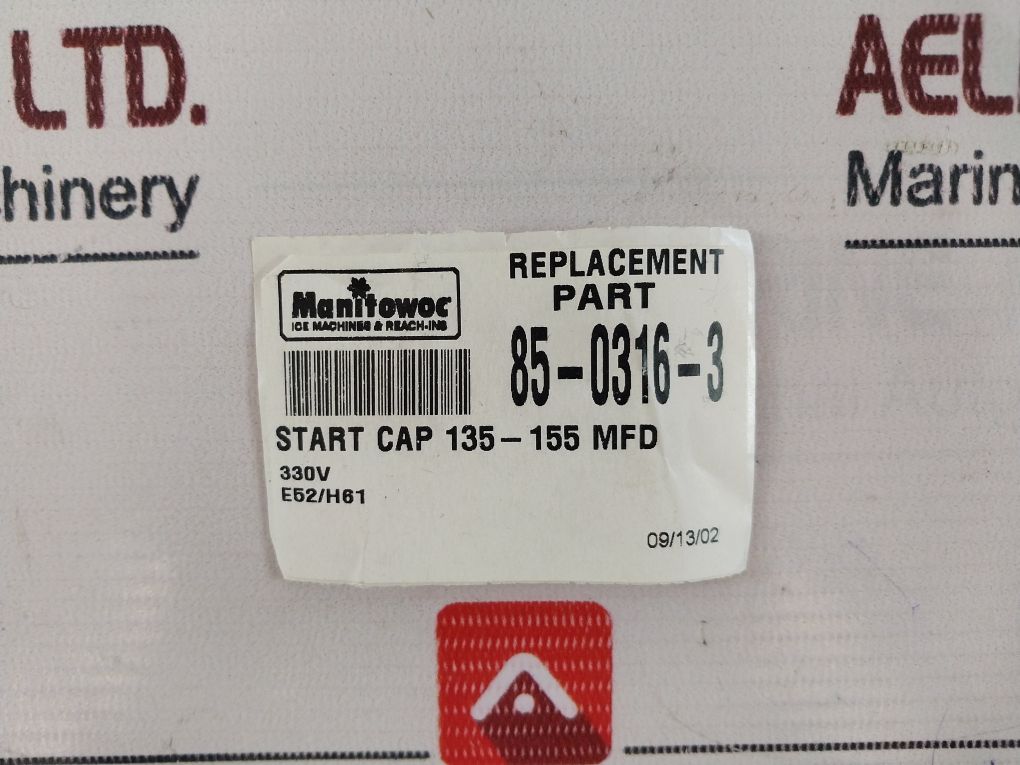 LTD.
AEL
hinery
Marin
Manitowoc
ICE MACHINES & REACH-INS
REPLACEMENT
PART
85-0316-3
START CAP 135-155 MFD
330V
E52/H61
09/13/02